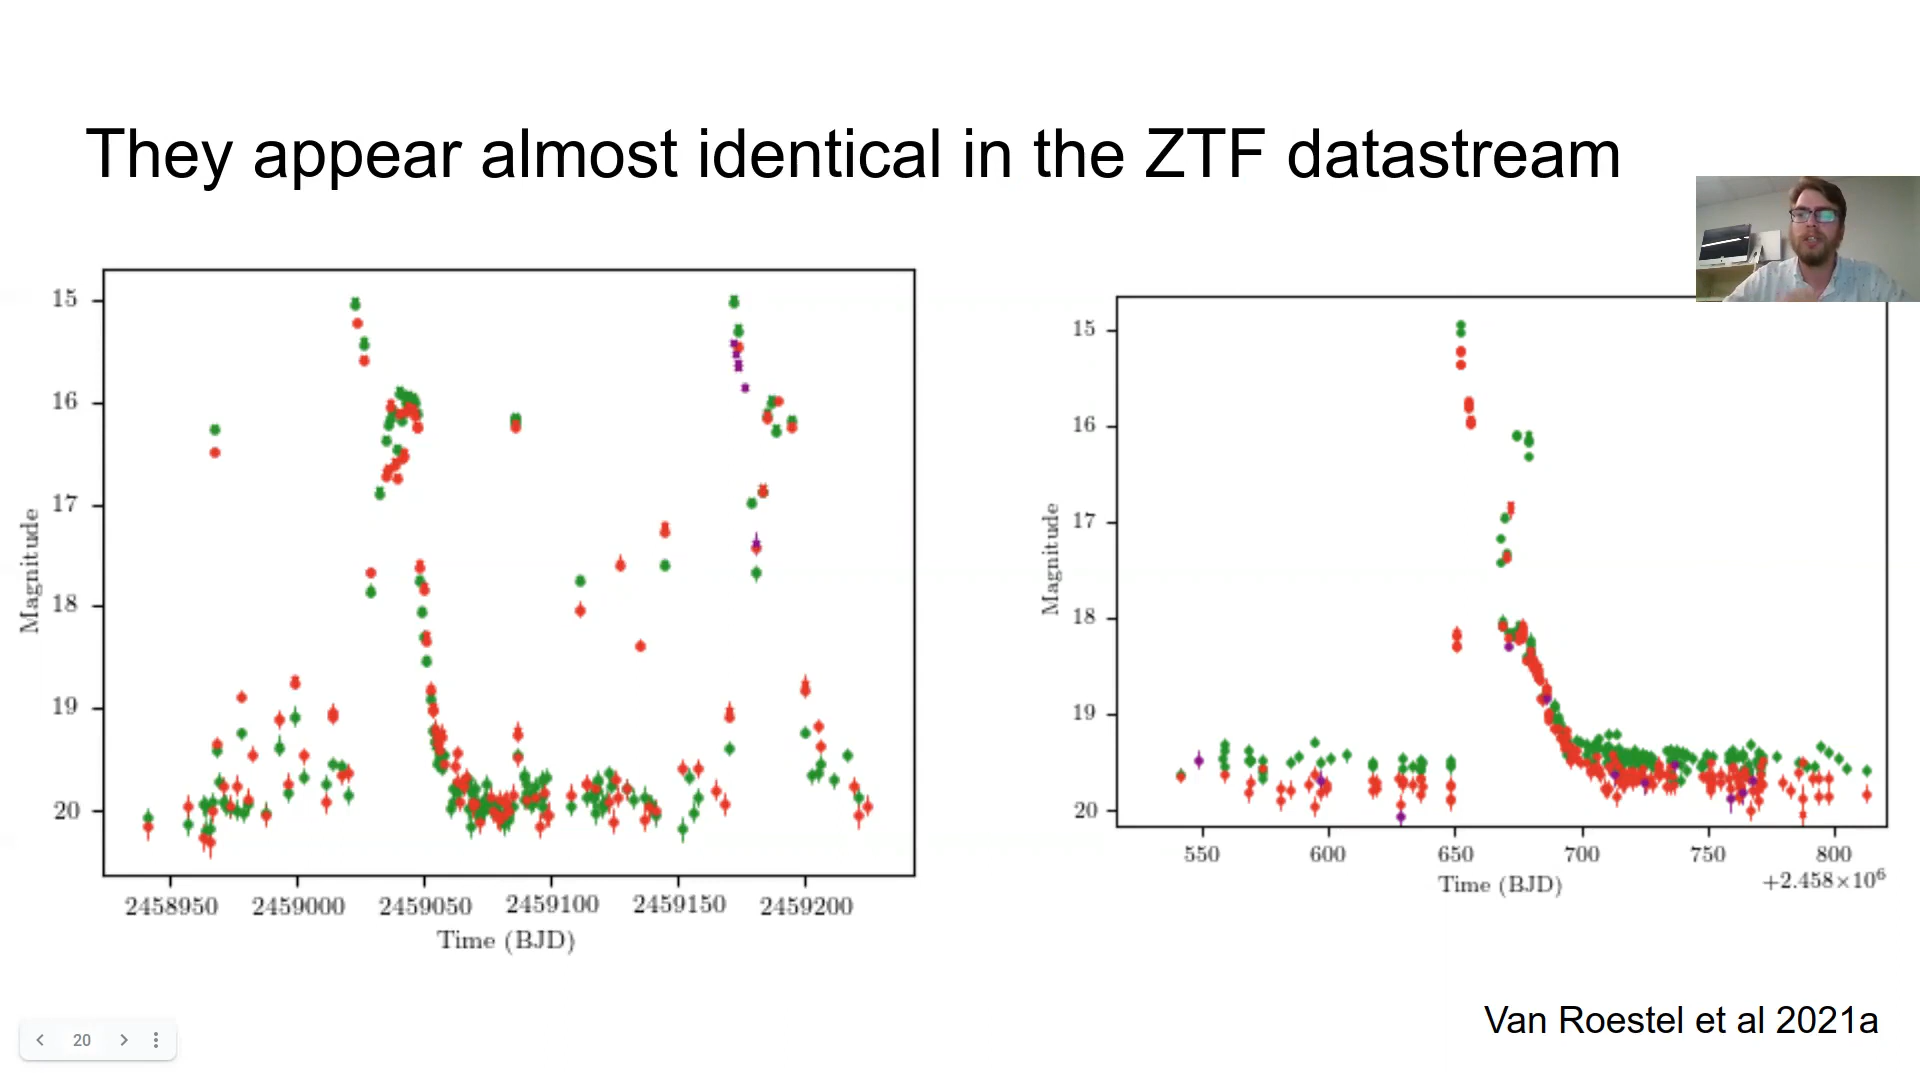 They appear almost identical in the ZTF datastream
15
16
17
18
19
20
Magnitude
2458950 2459000 2459050 2459100 2459150 2459200
Time (BJD)
15
16
17
18
19
20
Magnitude
550 600 650 700 750 800
Time (BJD)
+2.458×10⁶
Van Roestel et al 2021a
20